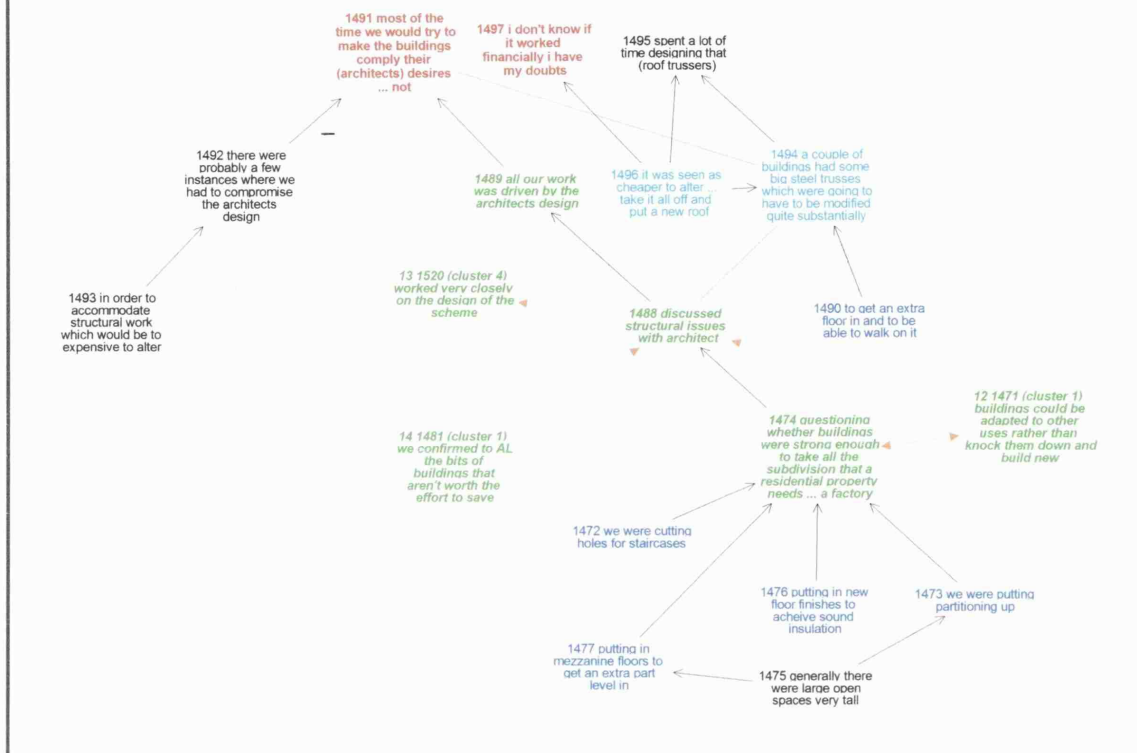 1491 most of the
time we would try to
make the buildings
comply their
(architects) desires
... not
1497 i don't know if
it worked
financially i have
my doubts
1495 spent a lot of
time designing that
(roof trussers)
1492 there were
probably a few
instances where we
had to compromise
the architects
design
1489 all our work
was driven by the
architects design
1496 it was seen as
cheaper to alter ...
take it all off and
put a new roof
1494 a couple of
buildings had some
big steel trusses
which were going to
have to be modified
quite substantially
1493 in order to
accommodate
structural work
which would be to
expensive to alter
13 1520 (cluster 4)
worked very closely
on the design of the
scheme
1488 discussed
structural issues
with architect
1490 to get an extra
floor in and to be
able to walk on it
14 1481 (cluster 1)
we confirmed to AL
the bits of
buildings that
aren't worth the
effort to save
1474 questioning
whether buildings
were strong enough
to take all the
subdivision that a
residential property
needs ... a factory
12 1471 (cluster 1)
buildings could be
adapted to other
uses rather than
knock them down and
build new
1472 we were cutting
holes for staircases
1476 putting in new
floor finishes to
acheive sound
insulation
1473 we were putting
partitioning up
1477 putting in
mezzanine floors to
get an extra part
level in
1475 generally there
were large open
spaces very tall